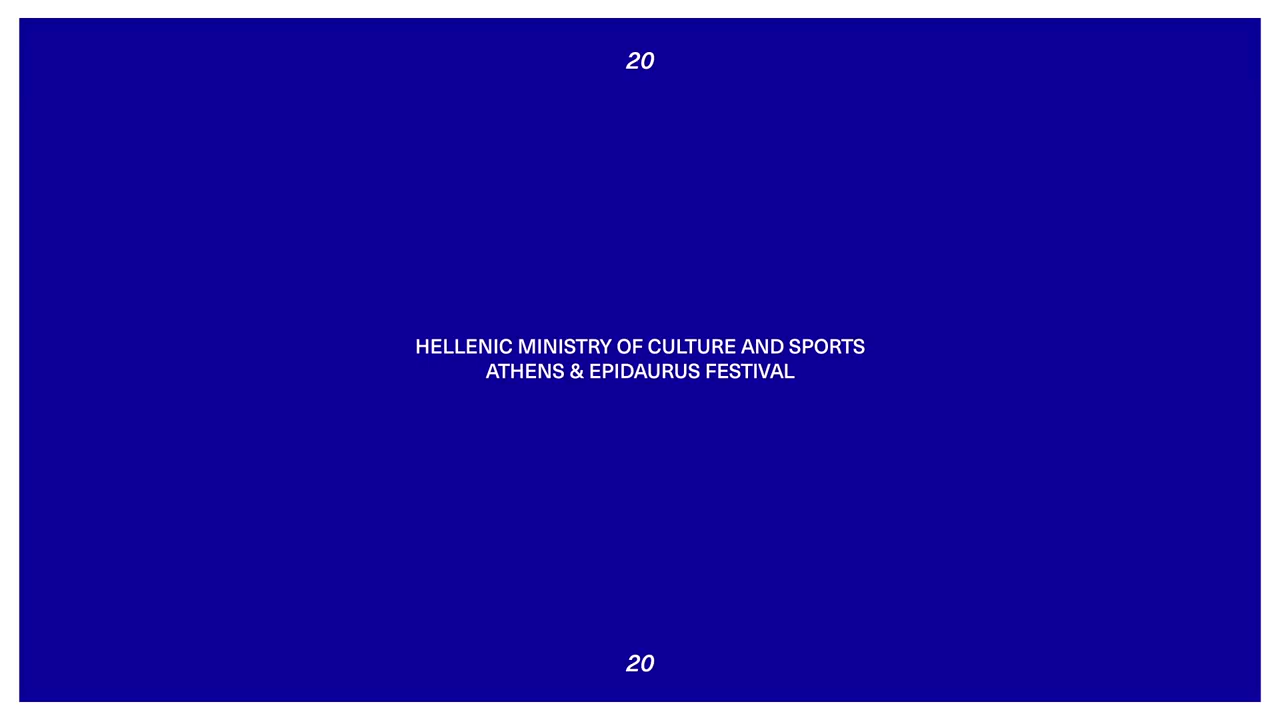 20
HELLENIC MINISTRY OF CULTURE AND SPORTS
ATHENS & EPIDAURUS FESTIVAL
20